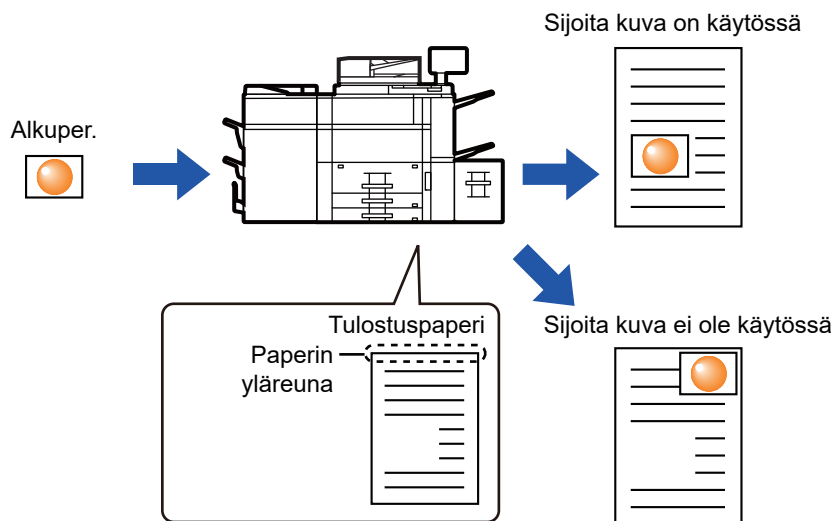 Sijoita kuva on käytössä
Alkuper.
Tulostuspaperi
Paperin
yläreuna
Sijoita kuva ei ole käytössä